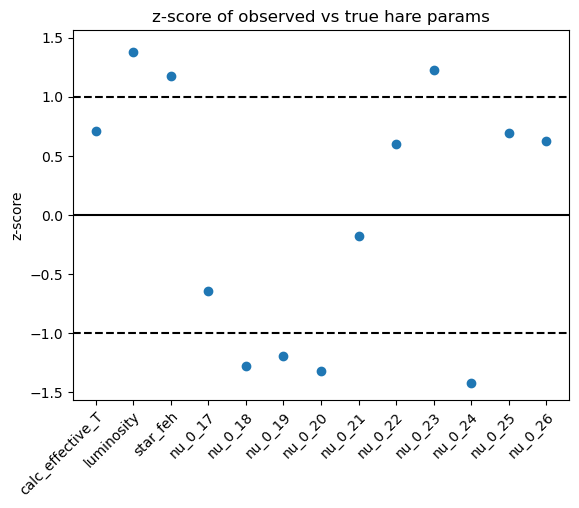 z-score of observed vs true hare params
z-score
1.5
1.0
0.5
0.0
−0.5
−1.0
−1.5
calc_effective_T
luminosity
star_feh
nu_0_17
nu_0_18
nu_0_19
nu_0_20
nu_0_21
nu_0_22
nu_0_23
nu_0_24
nu_0_25
nu_0_26